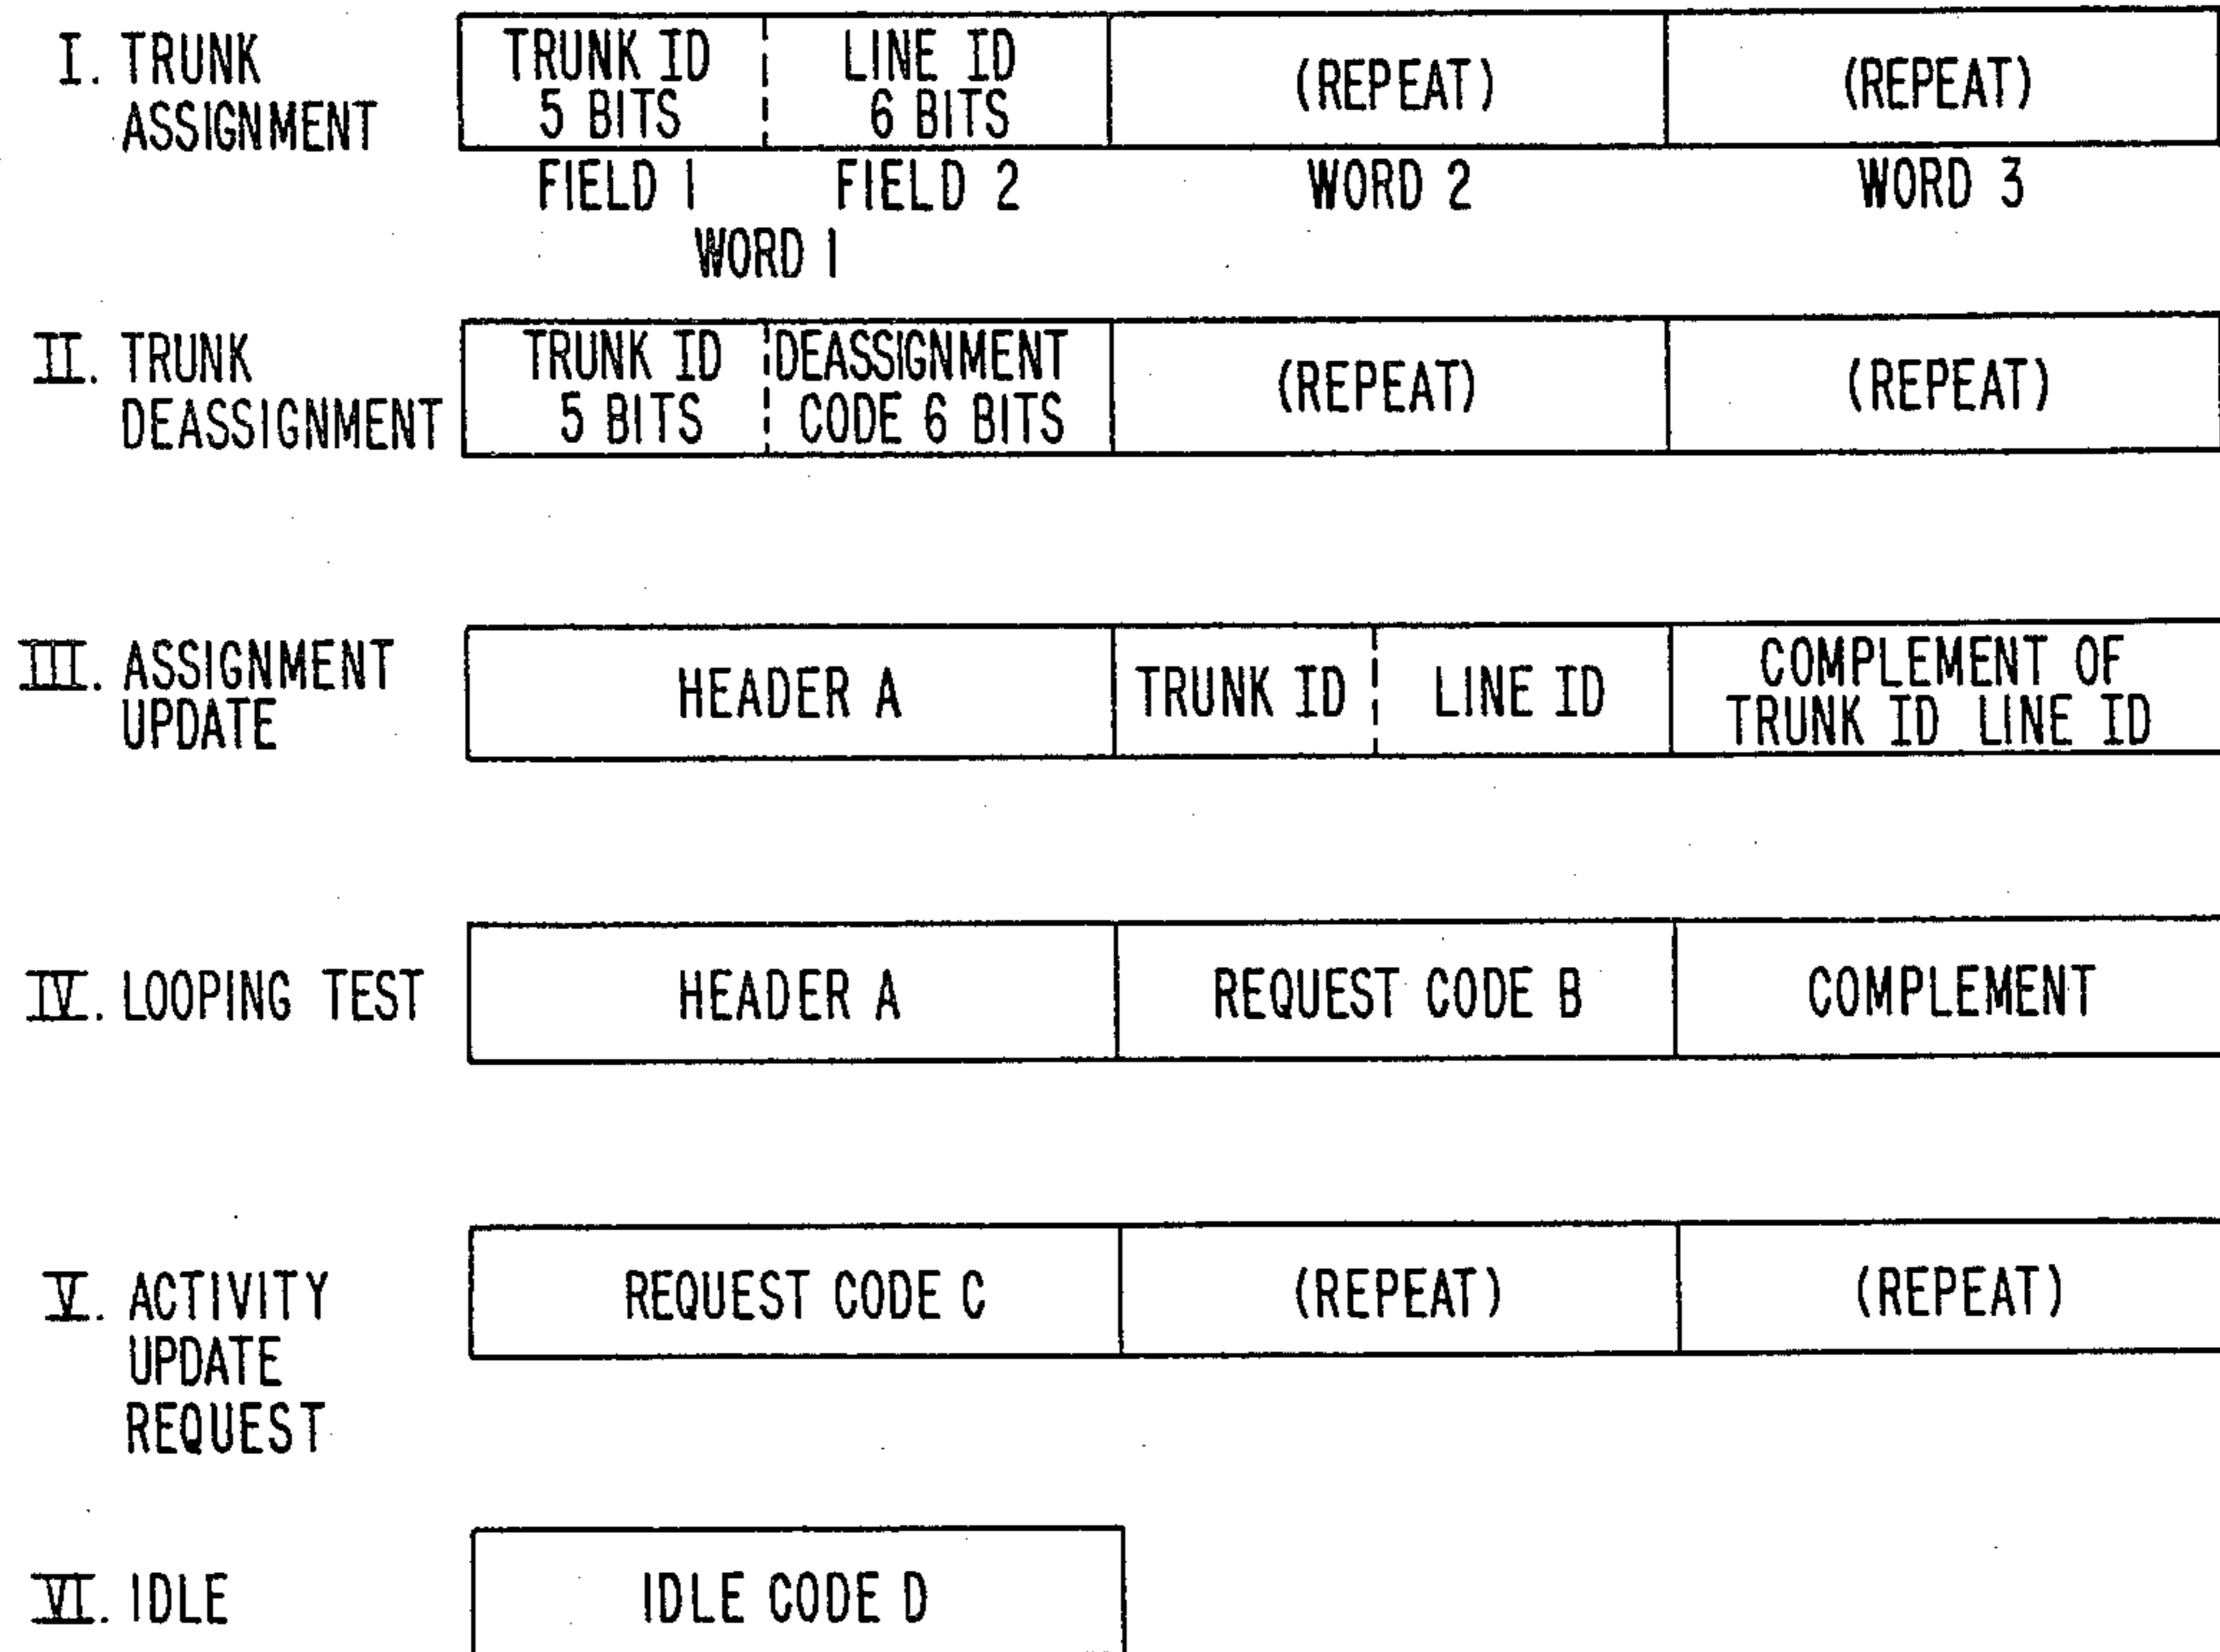 I. TRUNK ASSIGNMENT
TRUNK ID 5 BITS
LINE ID 6 BITS
(REPEAT)
(REPEAT)
FIELD 1
FIELD 2
WORD 2
WORD 3
WORD 1
II. TRUNK DEASSIGNMENT
TRUNK ID 5 BITS
DEASSIGNMENT CODE 6 BITS
(REPEAT)
(REPEAT)
III. ASSIGNMENT UPDATE
HEADER A
TRUNK ID
LINE ID
COMPLEMENT OF TRUNK ID LINE ID
IV. LOOPING TEST
HEADER A
REQUEST CODE B
COMPLEMENT
V. ACTIVITY UPDATE REQUEST
REQUEST CODE C
(REPEAT)
(REPEAT)
VI. IDLE
IDLE CODE D